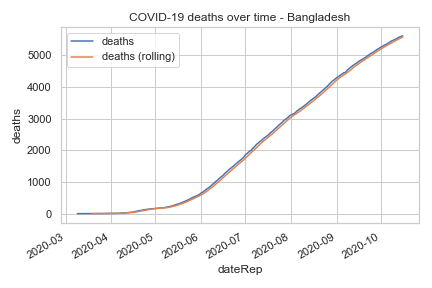 COVID-19 deaths over time - Bangladesh
deaths
deaths (rolling)
5000
4000
3000
2000
1000
0
deaths
2020-03
2020-04
2020-05
2020-06
2020-07
2020-08
2020-09
2020-10
dateRep